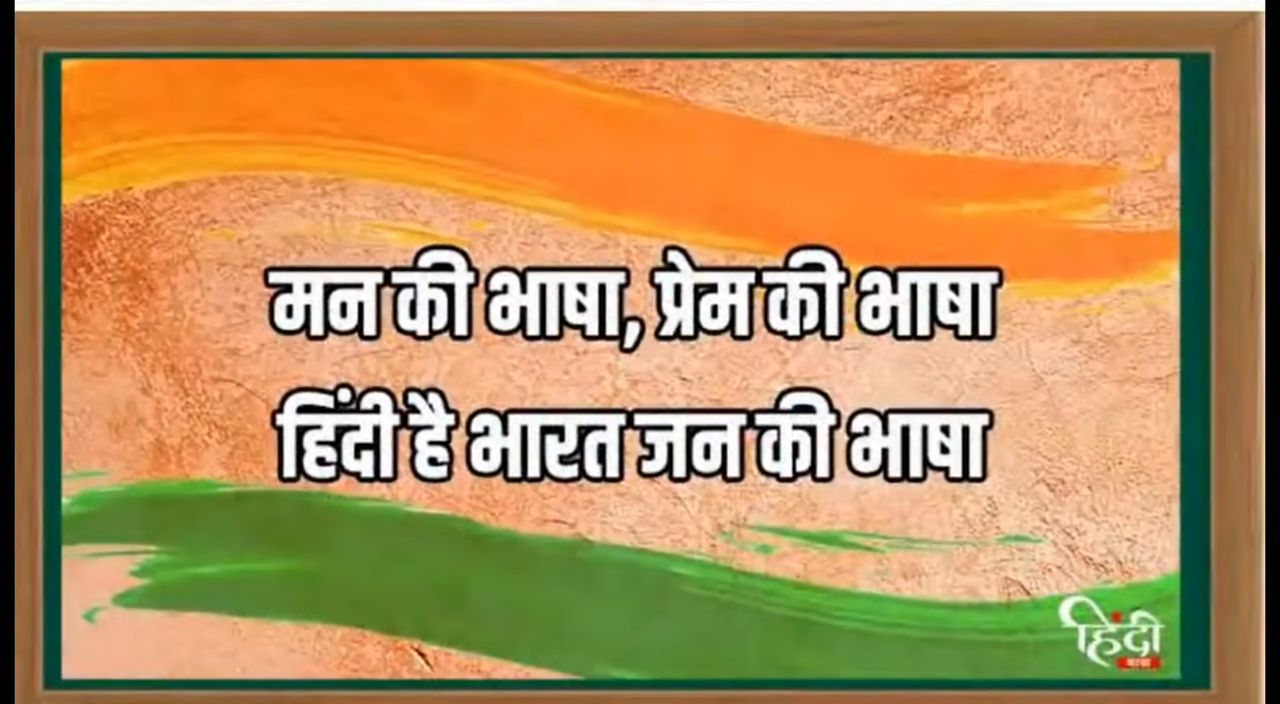 मन की भाषा, प्रेम की भाषा
हिंदी है भारत जन की भाषा
हिंदी